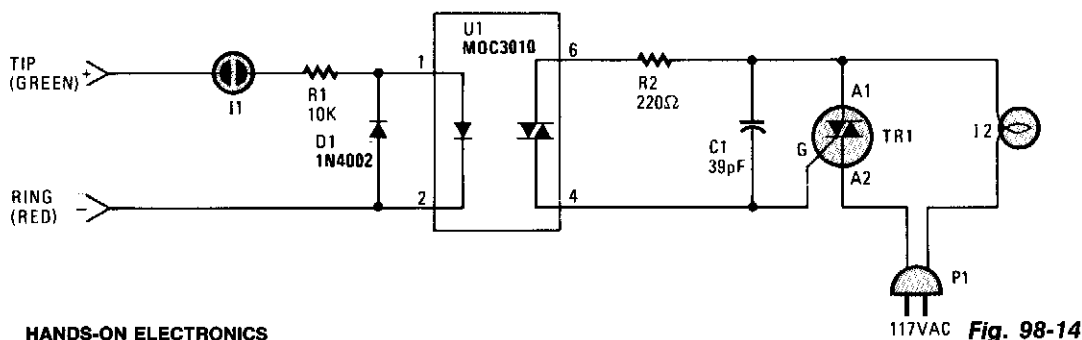 TIP
(GREEN)
+
I1
R1
10K
D1
1N4002
RING
(RED)
−
1
2
U1
MOC3010
6
4
R2
220Ω
C1
39pF
A1
G
TR1
A2
I2
P1
117VAC
HANDS-ON ELECTRONICS
Fig. 98-14